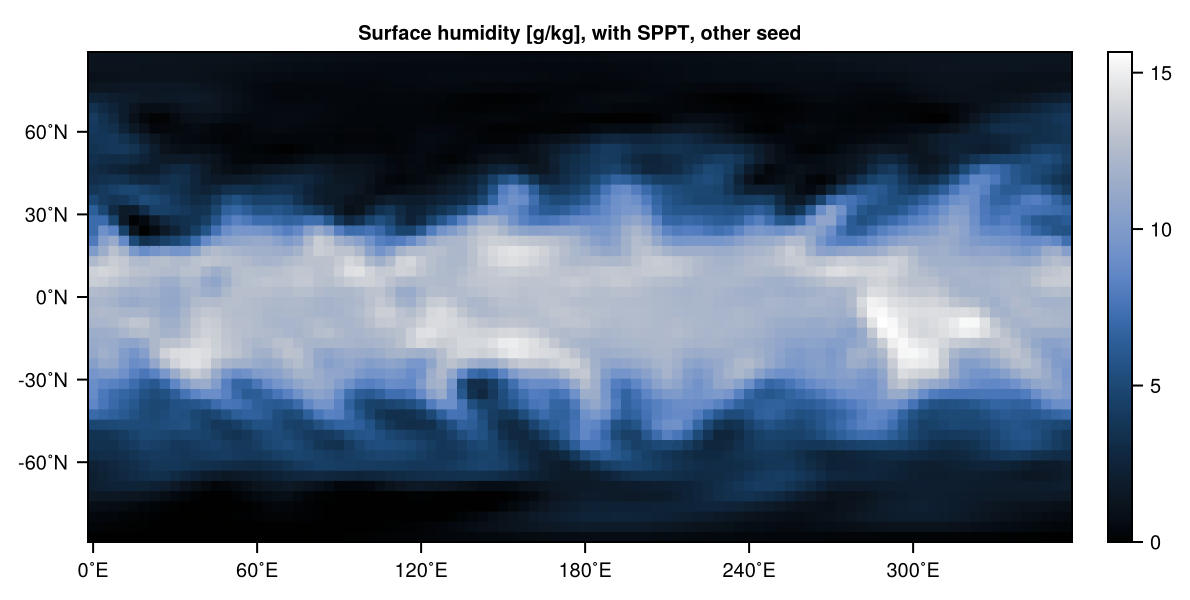 Surface humidity [g/kg], with SPPT, other seed
60˚N
30˚N
0˚N
-30˚N
-60˚N
0˚E 60˚E 120˚E 180˚E 240˚E 300˚E
15
10
5
0